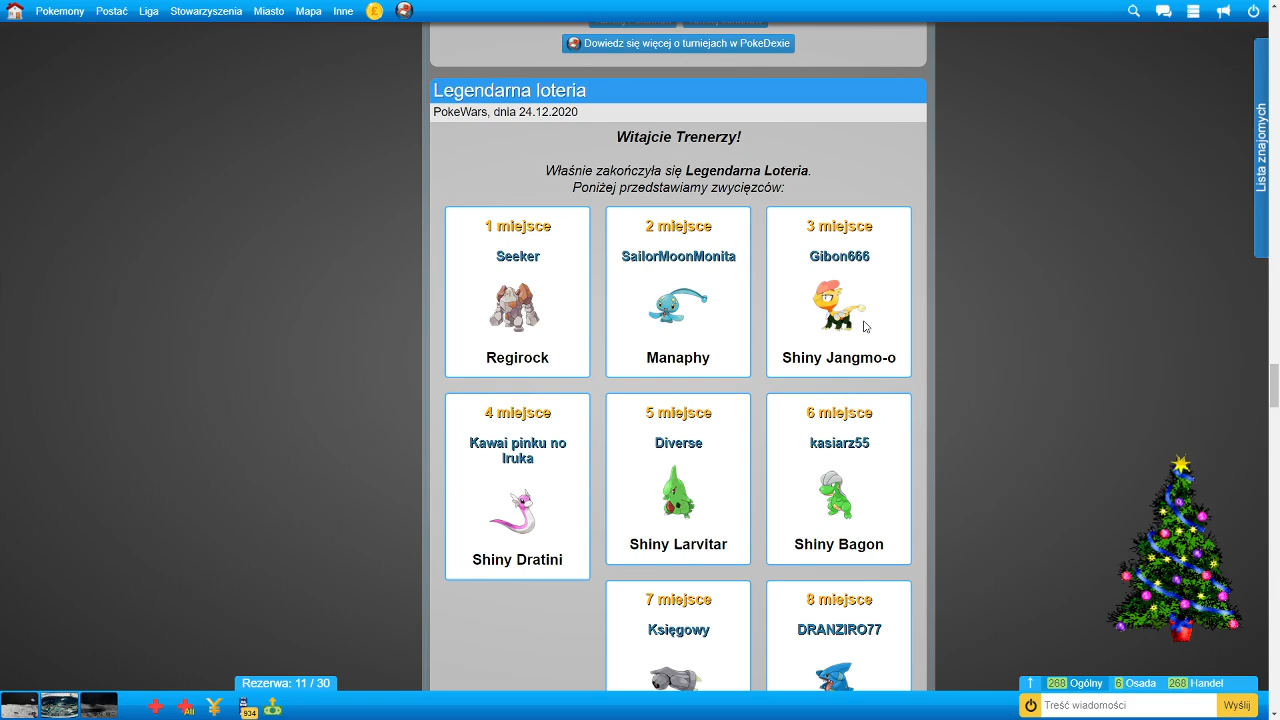 Pokemony Postać Liga Stowarzyszenia Miasto Mapa Inne
Dowiedz się więcej o turniejach w PokeDexie
Lista znajomych
Legendarna loteria
PokeWars, dnia 24.12.2020
Witajcie Trenerzy!
Właśnie zakończyła się Legendarna Loteria.
Poniżej przedstawiamy zwycięzców:
1 miejsce
Seeker
Regirock
2 miejsce
SailorMoonMonita
Manaphy
3 miejsce
Gibon666
Shiny Jangmo-o
4 miejsce
Kawai pinku no
Iruka
Shiny Dratini
5 miejsce
Diverse
Shiny Larvitar
6 miejsce
kasiarz55
Shiny Bagon
7 miejsce
Księgowy
8 miejsce
DRANZIRO77
Rezerwa: 11 / 30
268 Ogólny 6 Osada 268 Handel
All
934
Treść wiadomości
Wyślij